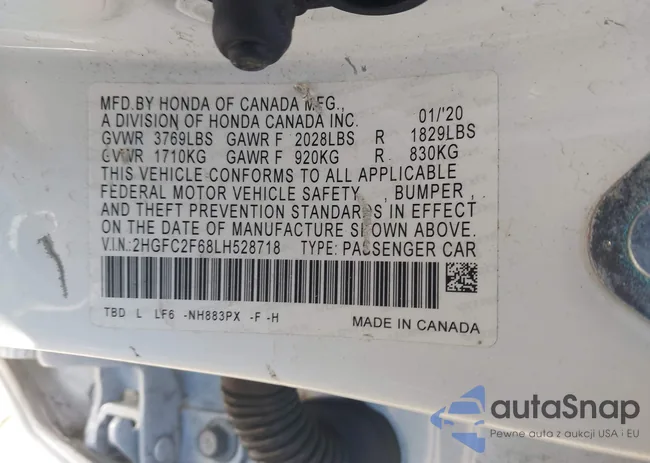 MFD.BY HONDA OF CANADA MFG.,
A DIVISION OF HONDA CANADA INC. 01/'20
GVWR 3769LBS GAWR F 2028LBS R 1829LBS
GVWR 1710KG GAWR F 920KG R 830KG
THIS VEHICLE CONFORMS TO ALL APPLICABLE
FEDERAL MOTOR VEHICLE SAFETY , BUMPER ,
AND THEFT PREVENTION STANDARDS IN EFFECT
ON THE DATE OF MANUFACTURE SHOWN ABOVE.
V.I.N.: 2HGFC2F68LH528718 TYPE: PASSENGER CAR
TBD L LF6 -NH883PX -F -H MADE IN CANADA
autoSnap
Pewne auta z aukcji USA i EU